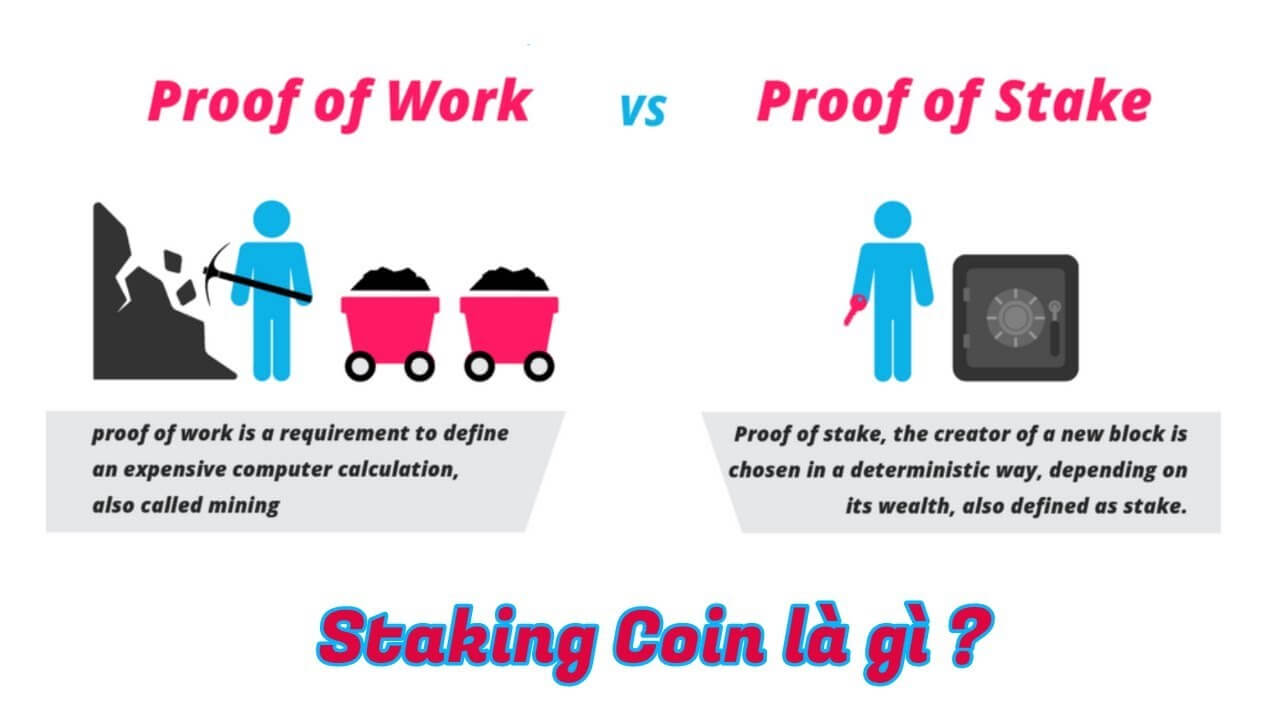 Proof of Work vs Proof of Stake
proof of work is a requirement to define
an expensive computer calculation,
also called mining
Proof of stake, the creator of a new block is
chosen in a deterministic way, depending on
its wealth, also defined as stake.
Staking Coin là gì ?